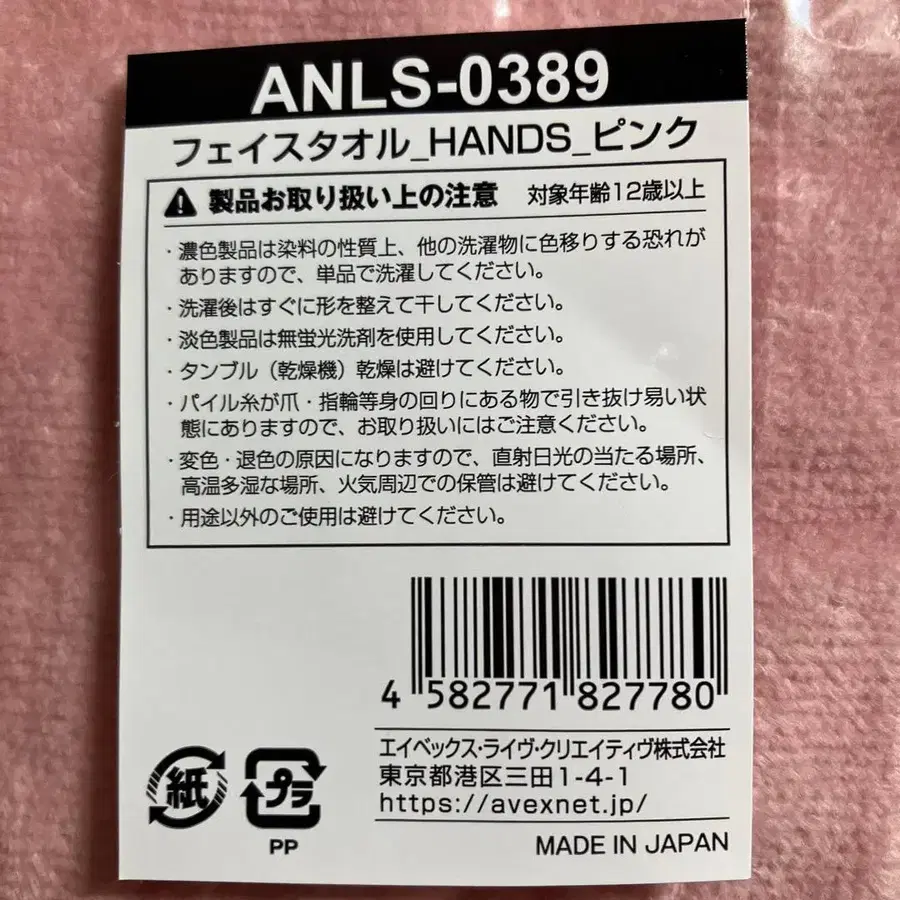 ANLS-0389
フェイスタオル_HANDS_ピンク
製品お取り扱い上の注意 対象年齢12歳以上
・濃色製品は染料の性質上、他の洗濯物に色移りする恐れが
ありますので、単品で洗濯してください。
・洗濯後はすぐに形を整えて干してください。
・淡色製品は無蛍光洗剤を使用してください。
・タンブル（乾燥機）乾燥は避けてください。
・パイル糸が爪・指輪等身の回りにある物で引き抜け易い状
態にありますので、お取り扱いにはご注意ください。
・変色・退色の原因になりますので、直射日光の当たる場所、
高温多湿な場所、火気周辺での保管は避けてください。
・用途以外のご使用は避けてください。
4 582771 827780
エイベックス・ライヴ・クリエイティヴ株式会社
東京都港区三田1-4-1
https://avexnet.jp/
紙
プラ
PP
MADE IN JAPAN